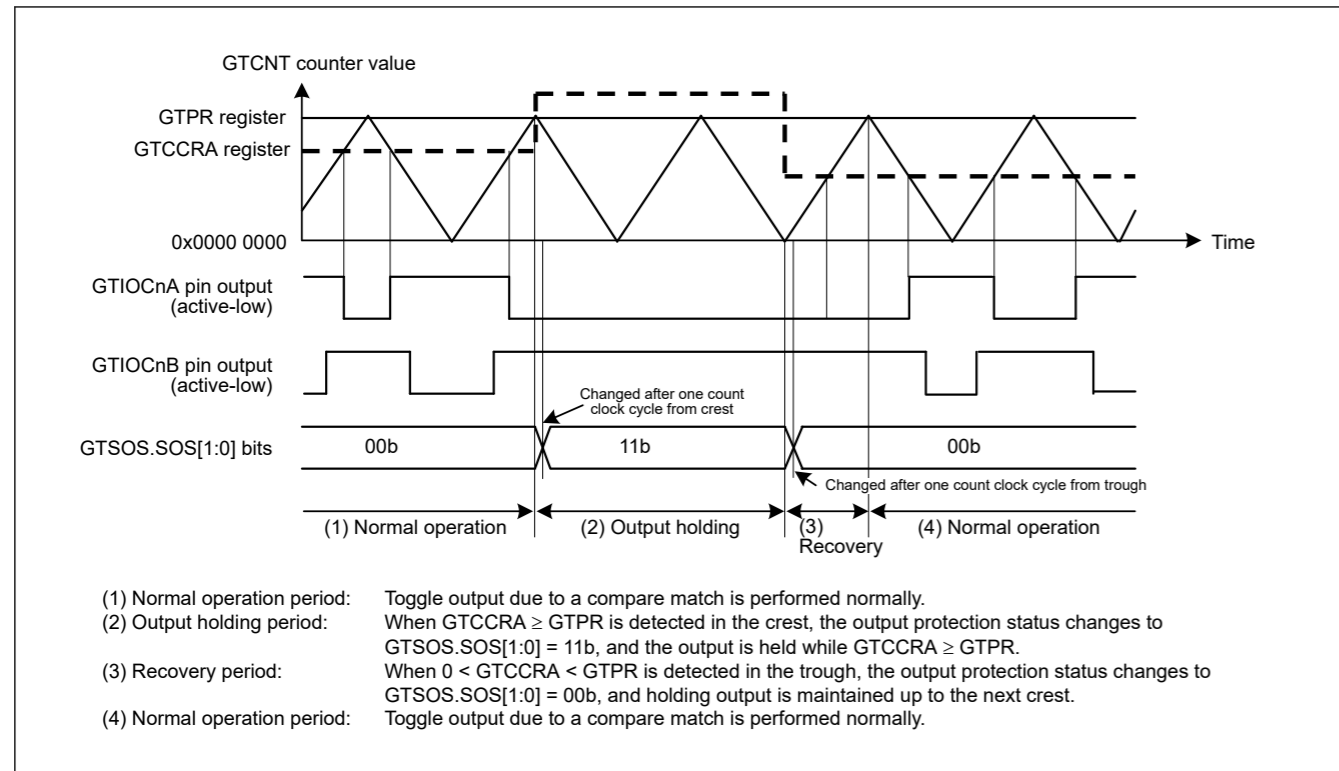 GTCNT counter value
GTPR register
GTCCRA register
0x0000 0000
Time
GTIOCnA pin output
(active-low)
GTIOCnB pin output
(active-low)
Changed after one count
clock cycle from crest
GTSOS.SOS[1:0] bits
00b
11b
00b
Changed after one count clock cycle from trough
(1) Normal operation
(2) Output holding
(3)
Recovery
(4) Normal operation
(1) Normal operation period: Toggle output due to a compare match is performed normally.
(2) Output holding period: When GTCCRA ≥ GTPR is detected in the crest, the output protection status changes to
GTSOS.SOS[1:0] = 11b, and the output is held while GTCCRA ≥ GTPR.
(3) Recovery period: When 0 < GTCCRA < GTPR is detected in the trough, the output protection status changes to
GTSOS.SOS[1:0] = 00b, and holding output is maintained up to the next crest.
(4) Normal operation period: Toggle output due to a compare match is performed normally.